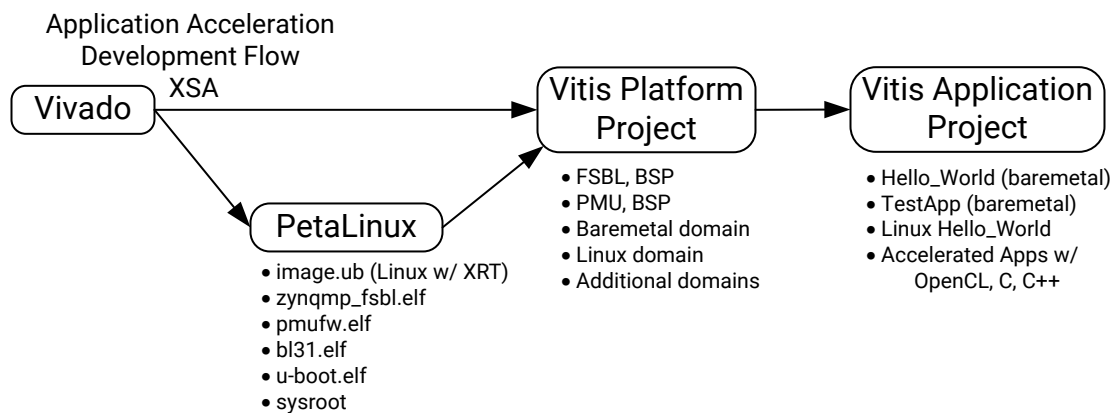 Application Acceleration
Development Flow
XSA
Vivado
Vitis Platform
Project
Vitis Application
Project
PetaLinux
• image.ub (Linux w/ XRT)
• zynqmp_fsbl.elf
• pmufw.elf
• bl31.elf
• u-boot.elf
• sysroot
• FSBL, BSP
• PMU, BSP
• Baremetal domain
• Linux domain
• Additional domains
• Hello_World (baremetal)
• TestApp (baremetal)
• Linux Hello_World
• Accelerated Apps w/
OpenCL, C, C++